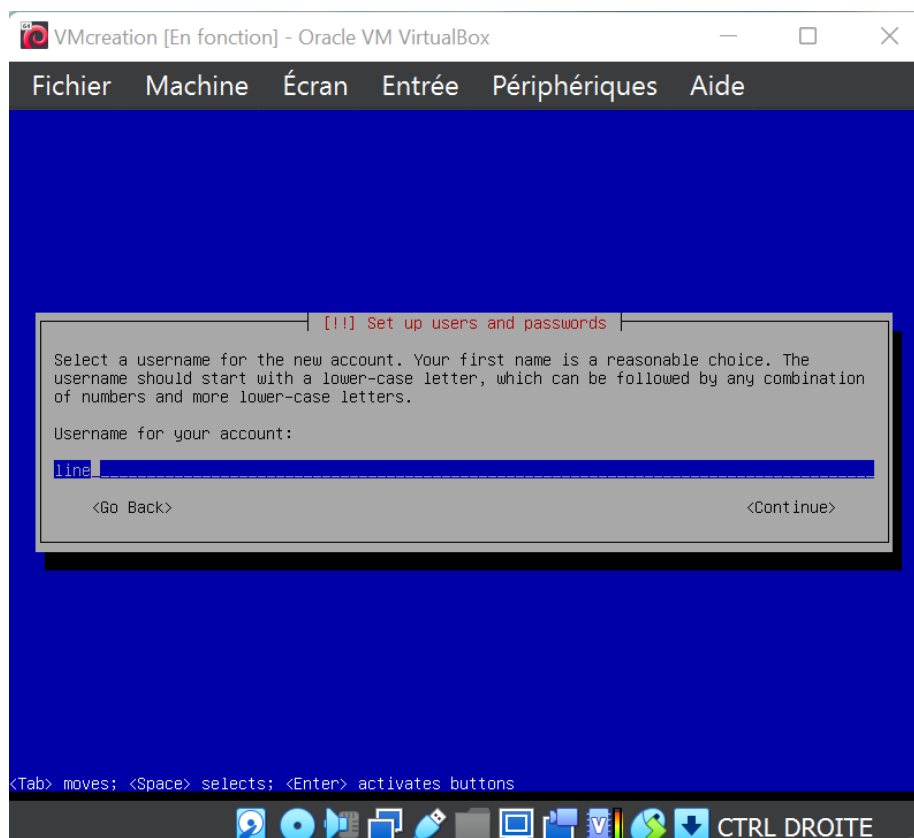 VMcreation [En fonction] - Oracle VM VirtualBox
Fichier Machine Écran Entrée Périphériques Aide
[!!] Set up users and passwords
Select a username for the new account. Your first name is a reasonable choice. The
username should start with a lower-case letter, which can be followed by any combination
of numbers and more lower-case letters.
Username for your account:
line
<Go Back> <Continue>
<Tab> moves; <Space> selects; <Enter> activates buttons
CTRL DROITE